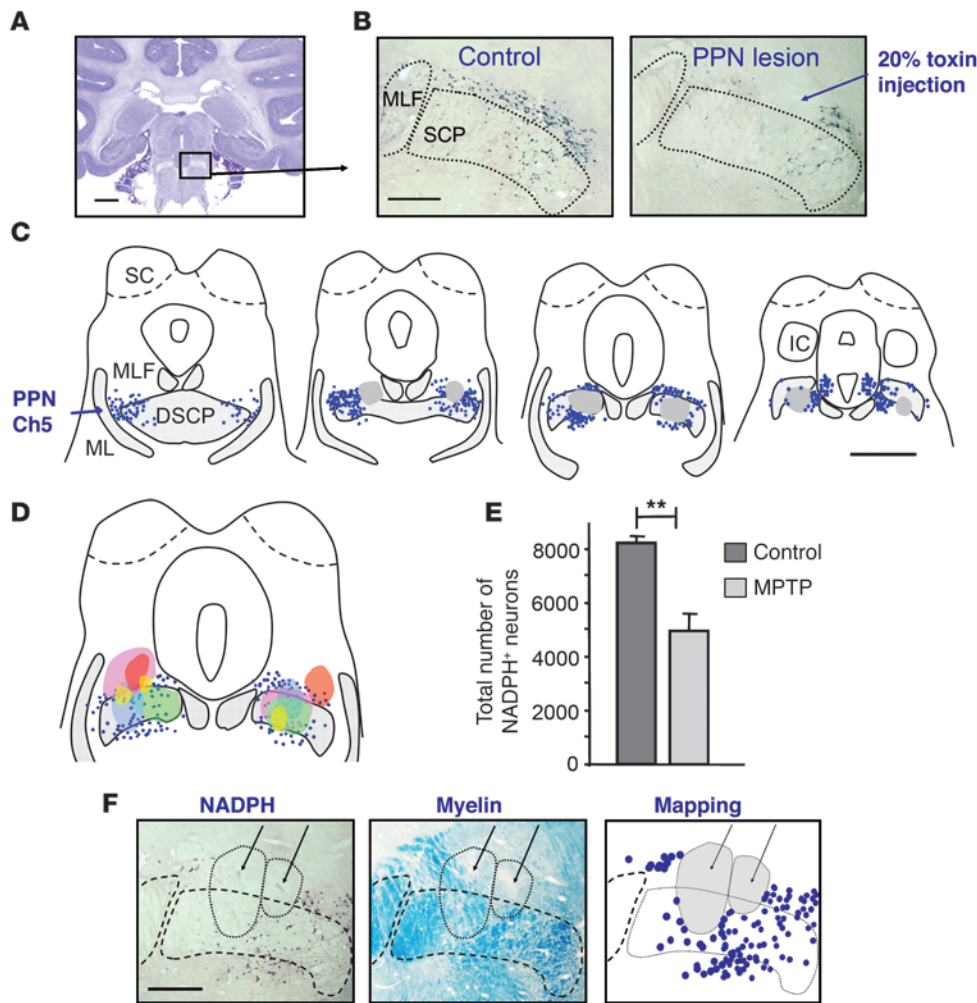 A
B
Control
MLF
SCP
PPN lesion
20% toxin
injection
C
SC
MLF
PPN
Ch5
DSCP
ML
IC
D
E
**
Total number of
NADPH+ neurons
8000
6000
4000
2000
0
Control
MPTP
F
NADPH
Myelin
Mapping